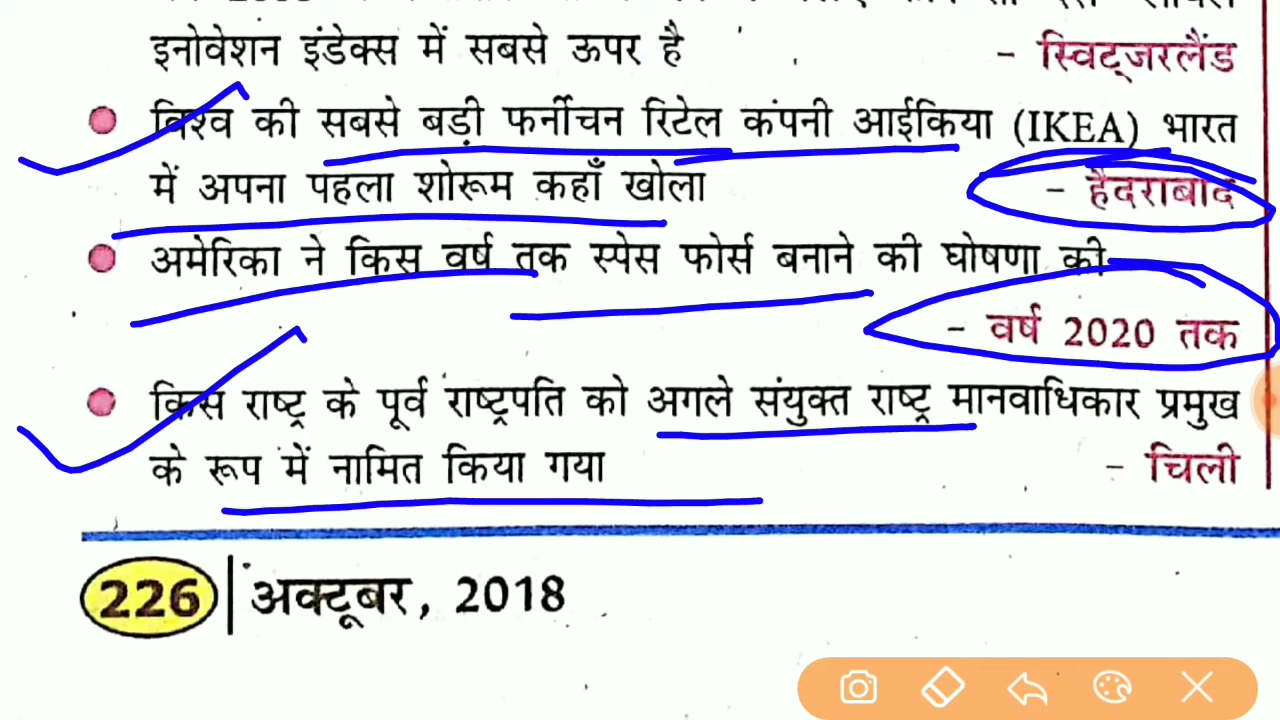 इनोवेशन इंडेक्स में सबसे ऊपर है - स्विट्जरलैंड
विश्व की सबसे बड़ी फर्नीचन रिटेल कंपनी आईकिया (IKEA) भारत
में अपना पहला शोरूम कहाँ खोला - हैदराबाद
अमेरिका ने किस वर्ष तक स्पेस फोर्स बनाने की घोषणा की
- वर्ष 2020 तक
किस राष्ट्र के पूर्व राष्ट्रपति को अगले संयुक्त राष्ट्र मानवाधिकार प्रमुख
के रूप में नामित किया गया - चिली
226 | अक्टूबर, 2018